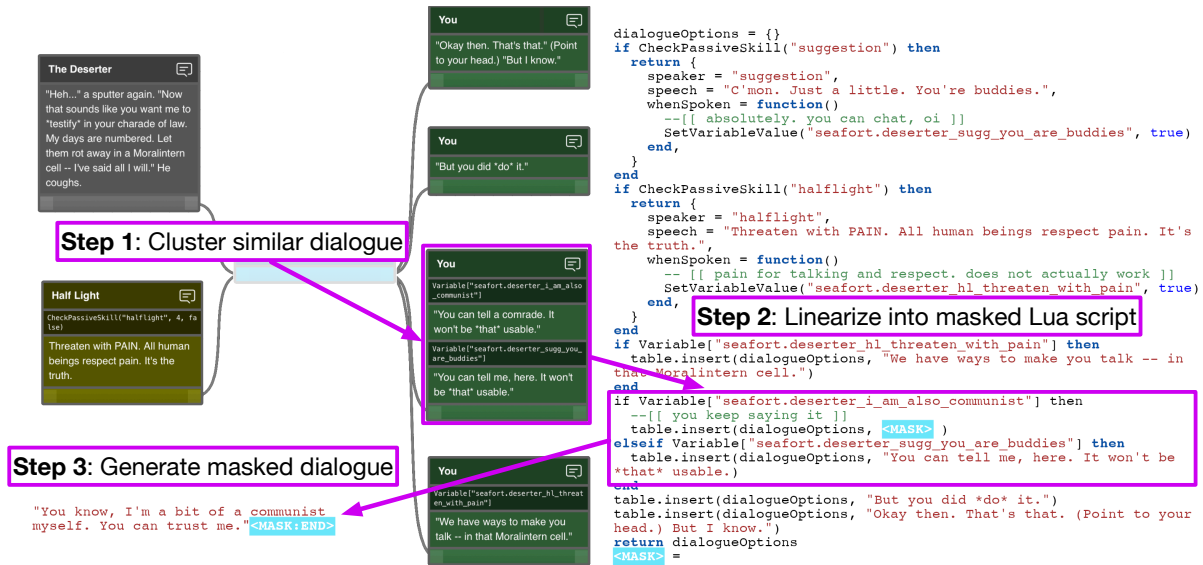 The Deserter
"Heh..." a sputter again. "Now
that sounds like you want me to
*testify* in your charade of law.
My days are numbered. Let
them rot away in a Moralintern
cell -- I've said all I will." He
coughs.
Step 1: Cluster similar dialogue
Half Light
CheckPassiveSkill("halflight", 4, fa
lse)
Threaten with PAIN. All human
beings respect pain. It's the
truth.
Step 3: Generate masked dialogue
"You know, I'm a bit of a communist
myself. You can trust me."<MASK:END>
You
"Okay then. That's that." (Point
to your head.) "But I know."
You
"But you did *do* it."
You
Variable["seafort.deserter_i_am_also
_communist"]
"You can tell a comrade. It
won't be *that* usable."
Variable["seafort.deserter_sugg_you_
are_buddies"]
"You can tell me, here. It won't
be *that* usable."
You
Variable["seafort.deserter_hl_threat
en_with_pain"]
"We have ways to make you
talk -- in that Moralintern cell."
dialogueOptions = {}
if CheckPassiveSkill("suggestion") then
return {
speaker = "suggestion",
speech = "C'mon. Just a little. You're buddies.",
whenSpoken = function()
--[[ absolutely. you can chat, oi ]]
SetVariableValue("seafort.deserter_sugg_you_are_buddies", true)
end,
}
end
if CheckPassiveSkill("halflight") then
return {
speaker = "halflight",
speech = "Threaten with PAIN. All human beings respect pain. It's
the truth.",
whenSpoken = function()
-- [[ pain for talking and respect. does not actually work ]]
SetVariableValue("seafort.deserter_hl_threaten_with_pain", true)
end,
}
Step 2: Linearize into masked Lua script
end
if Variable["seafort.deserter_hl_threaten_with_pain"] then
table.insert(dialogueOptions, "We have ways to make you talk -- in
that Moralintern cell.")
end
if Variable["seafort.deserter_i_am_also_communist"] then
--[[ you keep saying it ]]
table.insert(dialogueOptions, <MASK> )
elseif Variable["seafort.deserter_sugg_you_are_buddies"] then
table.insert(dialogueOptions, "You can tell me, here. It won't be
*that* usable.)
end
table.insert(dialogueOptions, "But you did *do* it.")
table.insert(dialogueOptions, "Okay then. That's that. (Point to your
head.) But I know.")
return dialogueOptions
<MASK> =